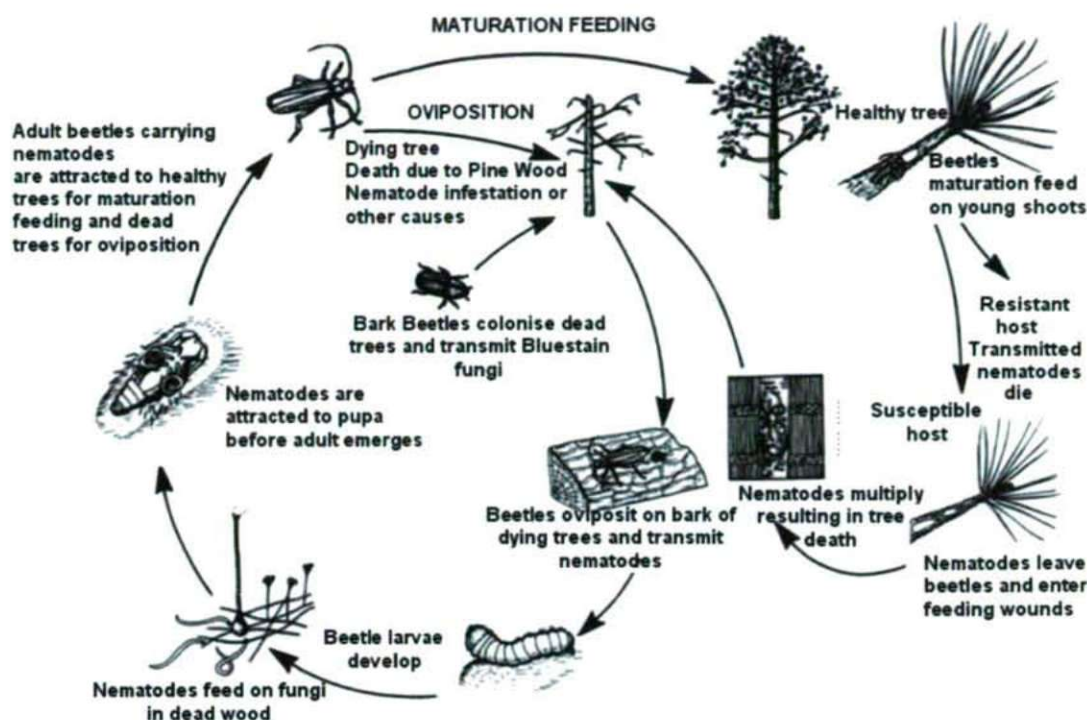 MATURATION FEEDING
OVIPOSITION
Adult beetles carrying
nematodes
are attracted to healthy
trees for maturation
feeding and dead
trees for oviposition
Dying tree
Death due to Pine Wood
Nematode infestation or
other causes
Healthy tree
Beetles
maturation feed
on young shoots
Bark Beetles colonise dead
trees and transmit Bluestain
fungi
Resistant
host
Transmitted
nematodes
die
Nematodes are
attracted to pupa
before adult emerges
Susceptible
host
Beetles oviposit on bark of
dying trees and transmit
nematodes
Nematodes multiply
resulting in tree
death
Nematodes leave
beetles and enter
feeding wounds
Beetle larvae
develop
Nematodes feed on fungi
in dead wood